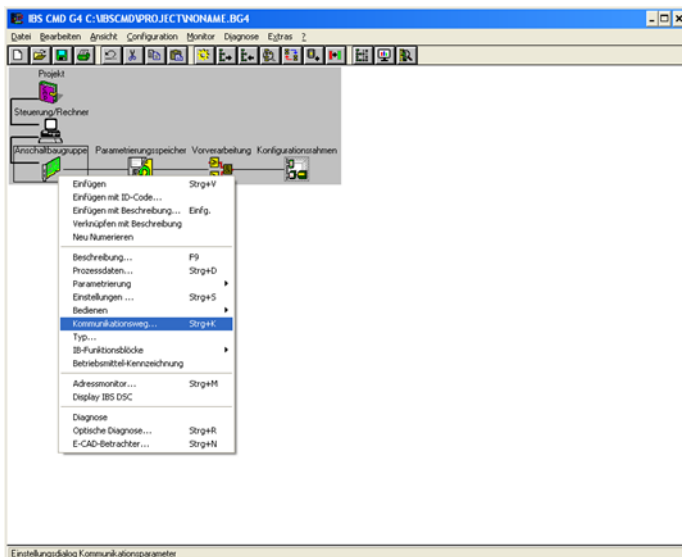 IBS CMD G4 C:\IBSCMD\PROJECT\NONAME.BG4
Datei Bearbeiten Ansicht Configuration Monitor Diagnose Extras ?
Projekt
Steuerung/Rechner
Anschaltbaugruppe Parametrierungsspeicher Vorverarbeitung Konfigurationsrahmen
Einfügen Strg+V
Einfügen mit ID-Code...
Einfügen mit Beschreibung... Einfg.
Verknüpfen mit Beschreibung
Neu Numerieren
Beschreibung... F9
Prozessdaten... Strg+D
Parametrierung
Einstellungen ... Strg+S
Bedienen
Kommunikationsweg... Strg+K
Typ...
IB-Funktionsblöcke
Betriebsmittel-Kennzeichnung
Adressmonitor... Strg+M
Display IBS DSC
Diagnose
Optische Diagnose... Strg+R
E-CAD-Betrachter... Strg+N
Einstellungsdialog Kommunikationsparameter